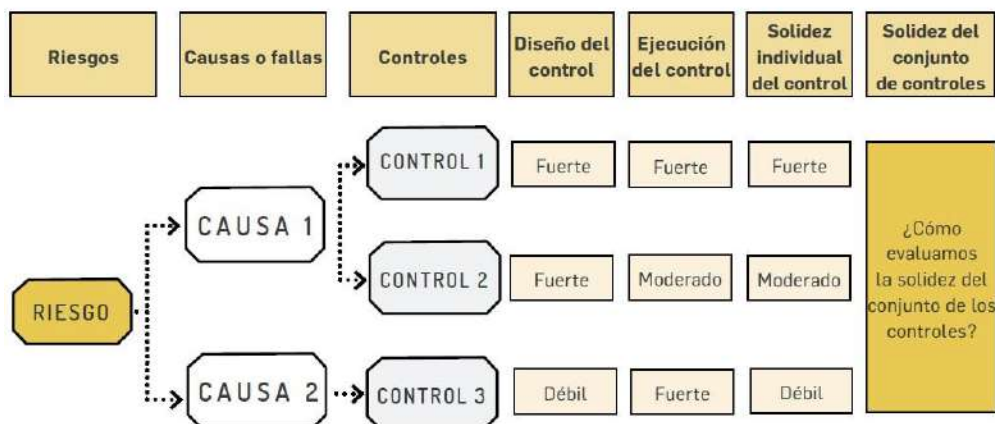 Riesgos
Causas o fallas
Controles
Diseño del
control
Ejecución
del control
Solidez
individual
del control
Solidez del
conjunto
de controles
RIESGO
CAUSA 1
CONTROL 1
Fuerte
Fuerte
Fuerte
CONTROL 2
Fuerte
Moderado
Moderado
CAUSA 2
CONTROL 3
Débil
Fuerte
Débil
¿Cómo
evaluamos
la solidez del
conjunto de los
controles?